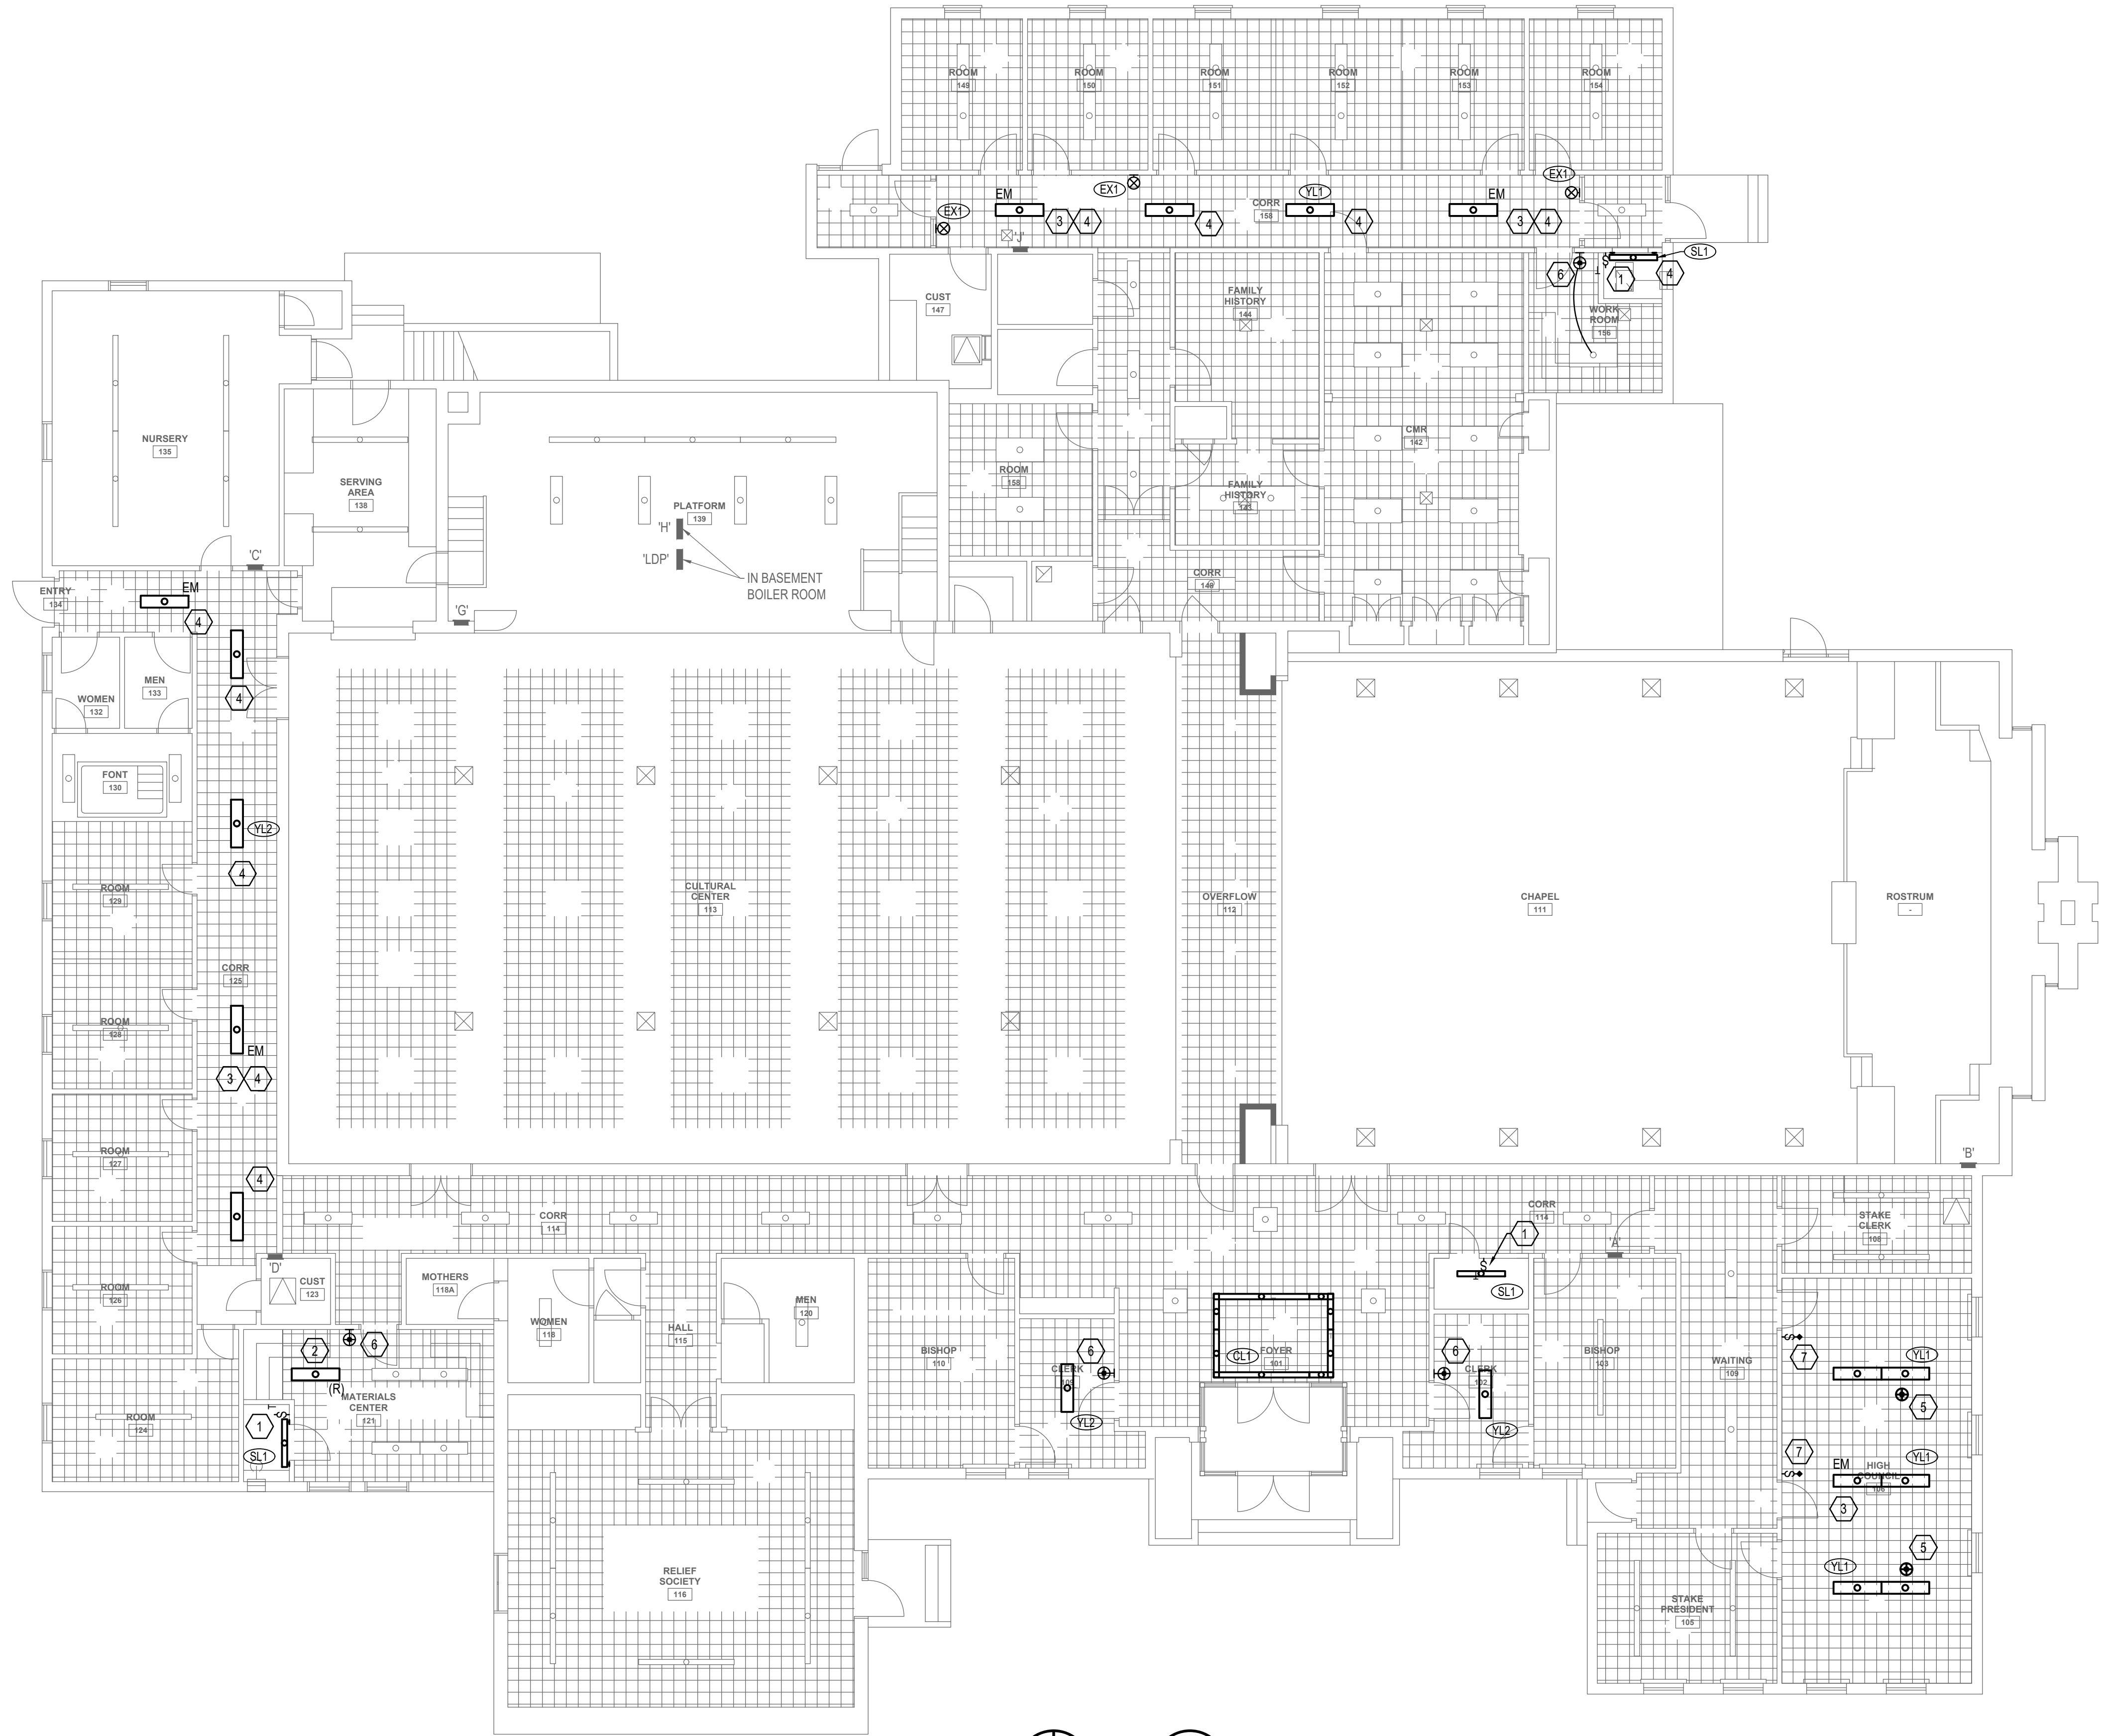 ROOM
149
ROOM
150
ROOM
151
ROOM
152
ROOM
153
ROOM
154
EX1
EM
3
4
EX1
4
CORR
158
YL1
4
EM
3
4
EX1
'J'
SL1
6
1
4
CUST
147
FAMILY
HISTORY
144
WORK
ROOM
156
NURSERY
135
SERVING
AREA
138
PLATFORM
139
'H'
'LDP'
IN BASEMENT
BOILER ROOM
ROOM
158
FAMILY
HISTORY
143
CMR
142
'C'
ENTRY
134
EM
4
'G'
CORR
140
WOMEN
132
MEN
133
4
FONT
130
YL2
4
ROOM
129
CULTURAL
CENTER
113
OVERFLOW
112
CHAPEL
111
ROSTRUM
-
CORR
125
ROOM
128
EM
3
4
ROOM
127
4
'B'
CORR
114
CORR
114
1
STAKE
CLERK
108
'D'
CUST
123
MOTHERS
118A
'A'
ROOM
126
WOMEN
118
HALL
115
MEN
120
S
T
SL1
2
6
(R)
BISHOP
110
6
CLERK
109
YL2
CL1
FOYER
101
6
CLERK
102
YL2
BISHOP
103
WAITING
109
S
7
YL1
5
MATERIALS
CENTER
121
ROOM
124
1
S
T
SL1
7
S
EM
YL1
HIGH
COUNCIL
106
3
RELIEF
SOCIETY
116
5
YL1
STAKE
PRESIDENT
105